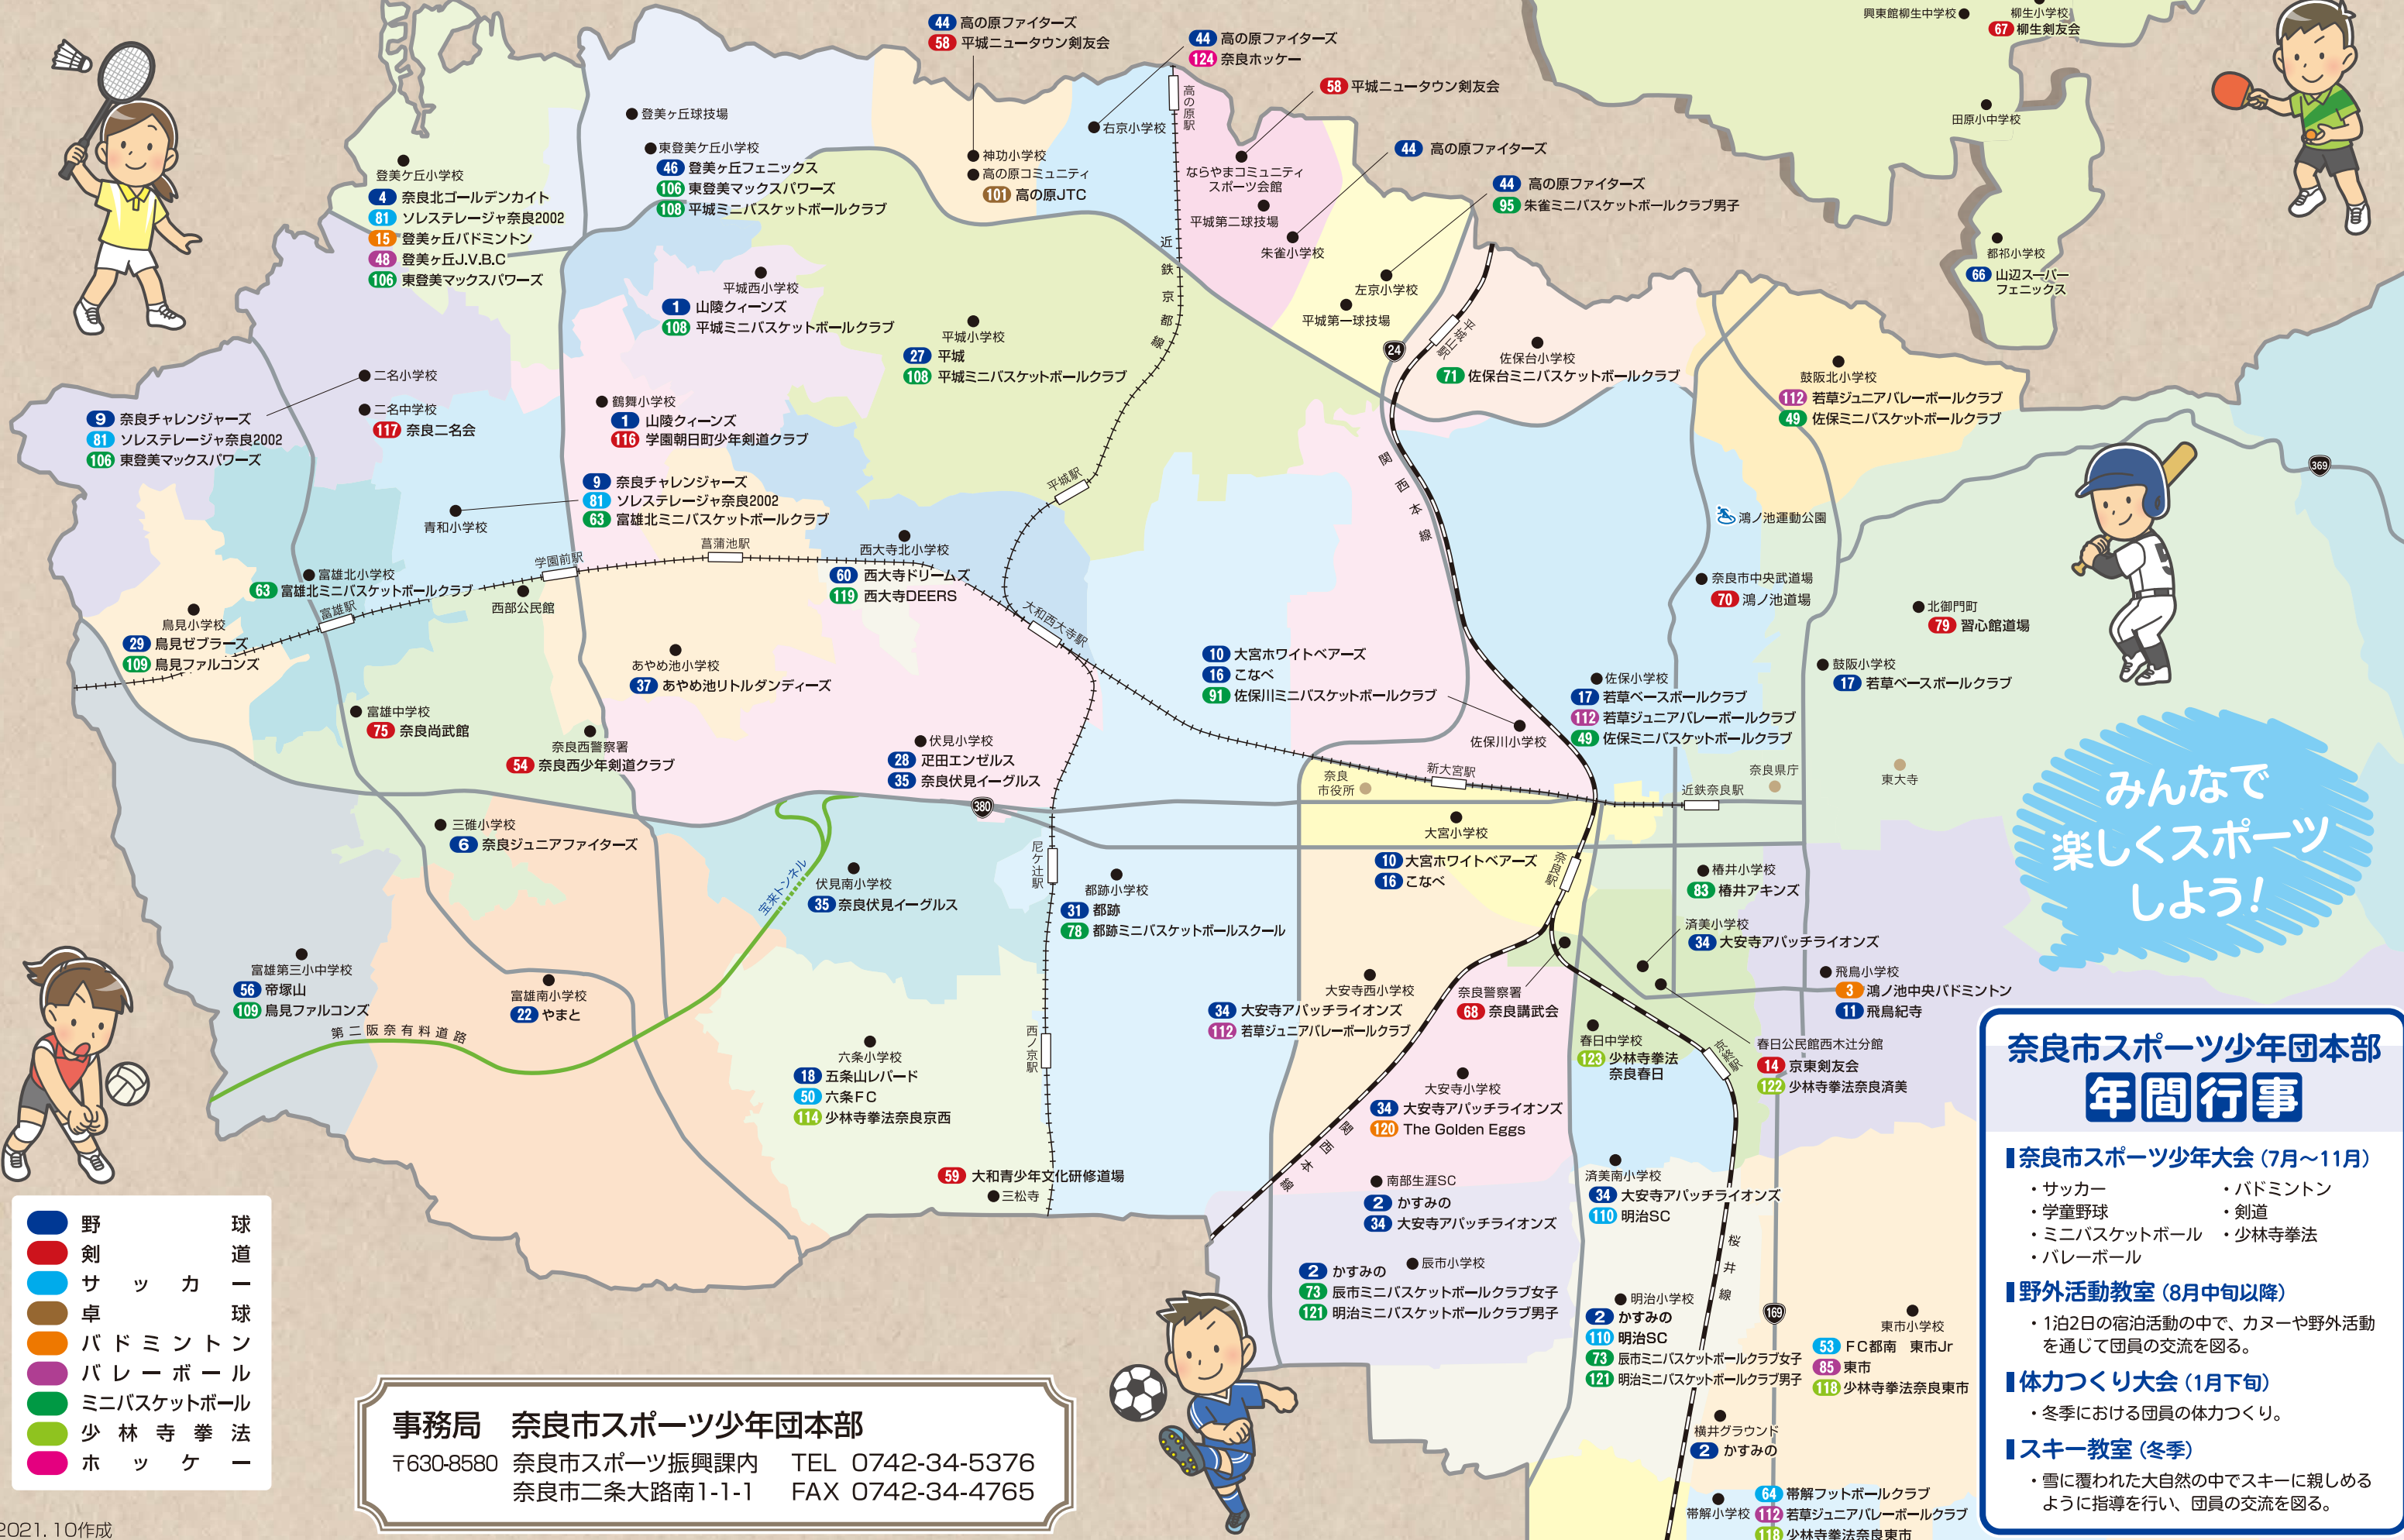 44 高の原ファイターズ
58 平城ニュータウン剣友会
44 高の原ファイターズ
124 奈良ホッケー
58 平城ニュータウン剣友会
興東館柳生中学校
柳生小学校
67 柳生剣友会
田原小中学校
都祁小学校
66 山辺スーパー
フェニックス
44 高の原ファイターズ
44 高の原ファイターズ
95 朱雀ミニバスケットボールクラブ男子
登美ヶ丘球技場
東登美ケ丘小学校
46 登美ヶ丘フェニックス
106 東登美マックスパワーズ
108 平城ミニバスケットボールクラブ
登美ケ丘小学校
4 奈良北ゴールデンカイト
81 ソレステレージャ奈良2002
15 登美ヶ丘バドミントン
48 登美ヶ丘J.V.B.C
106 東登美マックスパワーズ
神功小学校
高の原コミュニティ
101 高の原JTC
右京小学校
高の原駅
ならやまコミュニティ
スポーツ会館
平城第二球技場
朱雀小学校
左京小学校
平城第一球技場
近鉄京都線
平城西小学校
1 山陵クィーンズ
108 平城ミニバスケットボールクラブ
平城小学校
27 平城
108 平城ミニバスケットボールクラブ
24
平城山駅
佐保台小学校
71 佐保台ミニバスケットボールクラブ
鼓阪北小学校
112 若草ジュニアバレーボールクラブ
49 佐保ミニバスケットボールクラブ
369
二名小学校
9 奈良チャレンジャーズ
81 ソレステレージャ奈良2002
106 東登美マックスパワーズ
二名中学校
117 奈良二名会
鶴舞小学校
1 山陵クィーンズ
116 学園朝日町少年剣道クラブ
9 奈良チャレンジャーズ
81 ソレステレージャ奈良2002
63 富雄北ミニバスケットボールクラブ
青和小学校
平城駅
関西本線
鴻ノ池運動公園
学園前駅
菖蒲池駅
西大寺北小学校
60 西大寺ドリームズ
119 西大寺DEERS
大和西大寺駅
富雄北小学校
63 富雄北ミニバスケットボールクラブ
富雄駅
西部公民館
鳥見小学校
29 鳥見ゼブラーズ
109 鳥見ファルコンズ
あやめ池小学校
37 あやめ池リトルダンディーズ
奈良市中央武道場
70 鴻ノ池道場
北御門町
79 習心館道場
鼓阪小学校
17 若草ベースボールクラブ
10 大宮ホワイトベアーズ
16 こなべ
91 佐保川ミニバスケットボールクラブ
佐保川小学校
佐保小学校
17 若草ベースボールクラブ
112 若草ジュニアバレーボールクラブ
49 佐保ミニバスケットボールクラブ
富雄中学校
75 奈良尚武館
奈良西警察署
54 奈良西少年剣道クラブ
伏見小学校
28 疋田エンゼルス
35 奈良伏見イーグルス
380
奈良
市役所
新大宮駅
近鉄奈良駅
奈良県庁
東大寺
みんなで
楽しくスポーツ
しよう!
三碓小学校
6 奈良ジュニアファイターズ
宝来トンネル
伏見南小学校
35 奈良伏見イーグルス
尼ケ辻駅
都跡小学校
31 都跡
78 都跡ミニバスケットボールスクール
大宮小学校
10 大宮ホワイトベアーズ
16 こなべ
奈良駅
椿井小学校
83 椿井アキンズ
済美小学校
34 大安寺アパッチライオンズ
飛鳥小学校
3 鴻ノ池中央バドミントン
11 飛鳥紀寺
富雄第三小中学校
56 帝塚山
109 鳥見ファルコンズ
富雄南小学校
22 やまと
第二阪奈有料道路
大安寺西小学校
34 大安寺アパッチライオンズ
112 若草ジュニアバレーボールクラブ
奈良警察署
68 奈良講武会
西ノ京駅
六条小学校
18 五条山レパード
50 六条FC
114 少林寺拳法奈良京西
春日中学校
123 少林寺拳法
奈良春日
京終駅
春日公民館西木辻分館
14 京東剣友会
122 少林寺拳法奈良済美
大安寺小学校
34 大安寺アパッチライオンズ
120 The Golden Eggs
関西本線
59 大和青少年文化研修道場
三松寺
南部生涯SC
2 かすみの
34 大安寺アパッチライオンズ
済美南小学校
34 大安寺アパッチライオンズ
110 明治SC
桜井線
辰市小学校
2 かすみの
73 辰市ミニバスケットボールクラブ女子
121 明治ミニバスケットボールクラブ男子
明治小学校
2 かすみの
110 明治SC
73 辰市ミニバスケットボールクラブ女子
121 明治ミニバスケットボールクラブ男子
169
東市小学校
53 FC都南 東市Jr
85 東市
118 少林寺拳法奈良東市
横井グラウンド
2 かすみの
帯解小学校
64 帯解フットボールクラブ
112 若草ジュニアバレーボールクラブ
118 少林寺拳法奈良東市
野球
剣道
サッカー
卓球
バドミントン
バレーボール
ミニバスケットボール
少林寺拳法
ホッケー
2021.10作成
事務局 奈良市スポーツ少年団本部
〒630-8580 奈良市スポーツ振興課内 TEL 0742-34-5376
奈良市二条大路南1-1-1 FAX 0742-34-4765
奈良市スポーツ少年団本部
年間行事
奈良市スポーツ少年大会(7月〜11月)
・サッカー ・バドミントン
・学童野球 ・剣道
・ミニバスケットボール ・少林寺拳法
・バレーボール
野外活動教室(8月中旬以降)
・1泊2日の宿泊活動の中で、カヌーや野外活動
を通じて団員の交流を図る。
体力つくり大会(1月下旬)
・冬季における団員の体力つくり。
スキー教室(冬季)
・雪に覆われた大自然の中でスキーに親しめる
ように指導を行い、団員の交流を図る。